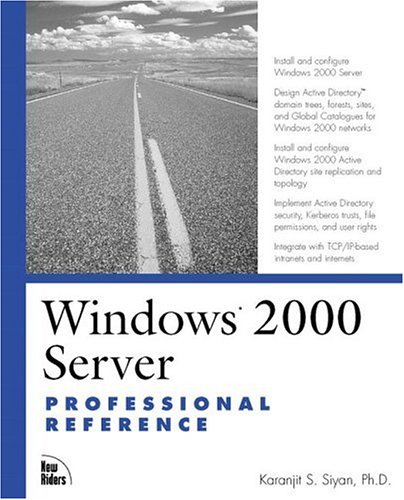 Install and configure
Windows 2000 Server
Design Active Directory™
domain trees, forests, sites,
and Global Catalogues for
Windows 2000 networks
Install and configure
Windows 2000 Active
Directory site replication and
topology
Implement Active Directory
security, Kerberos trusts, file
permissions, and user rights
Integrate with TCP/IP-based
intranets and internets
Windows® 2000
Server
PROFESSIONAL
REFERENCE
New
Riders
Karanjit S. Siyan, Ph.D.